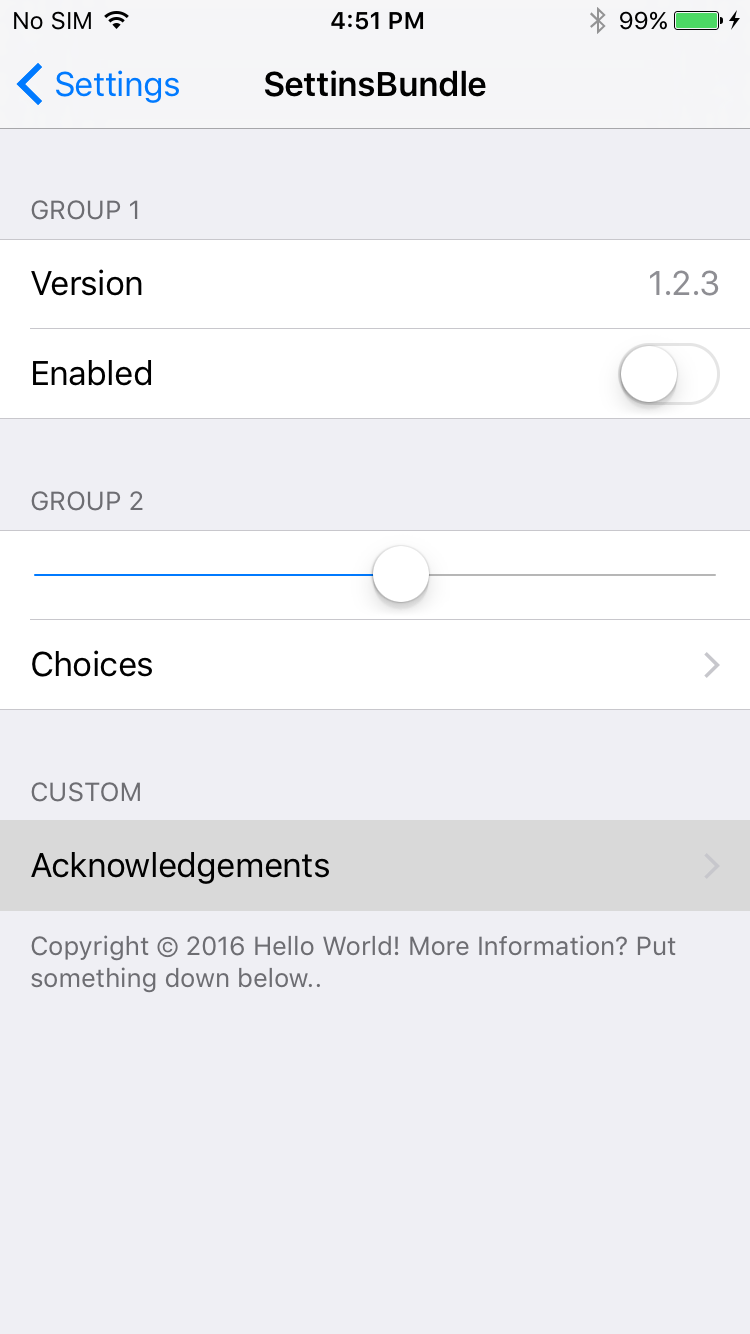 No SIM 4:51 PM 99%
Settings SettinsBundle
GROUP 1
Version 1.2.3
Enabled
GROUP 2
Choices
CUSTOM
Acknowledgements
Copyright © 2016 Hello World! More Information? Put
something down below..